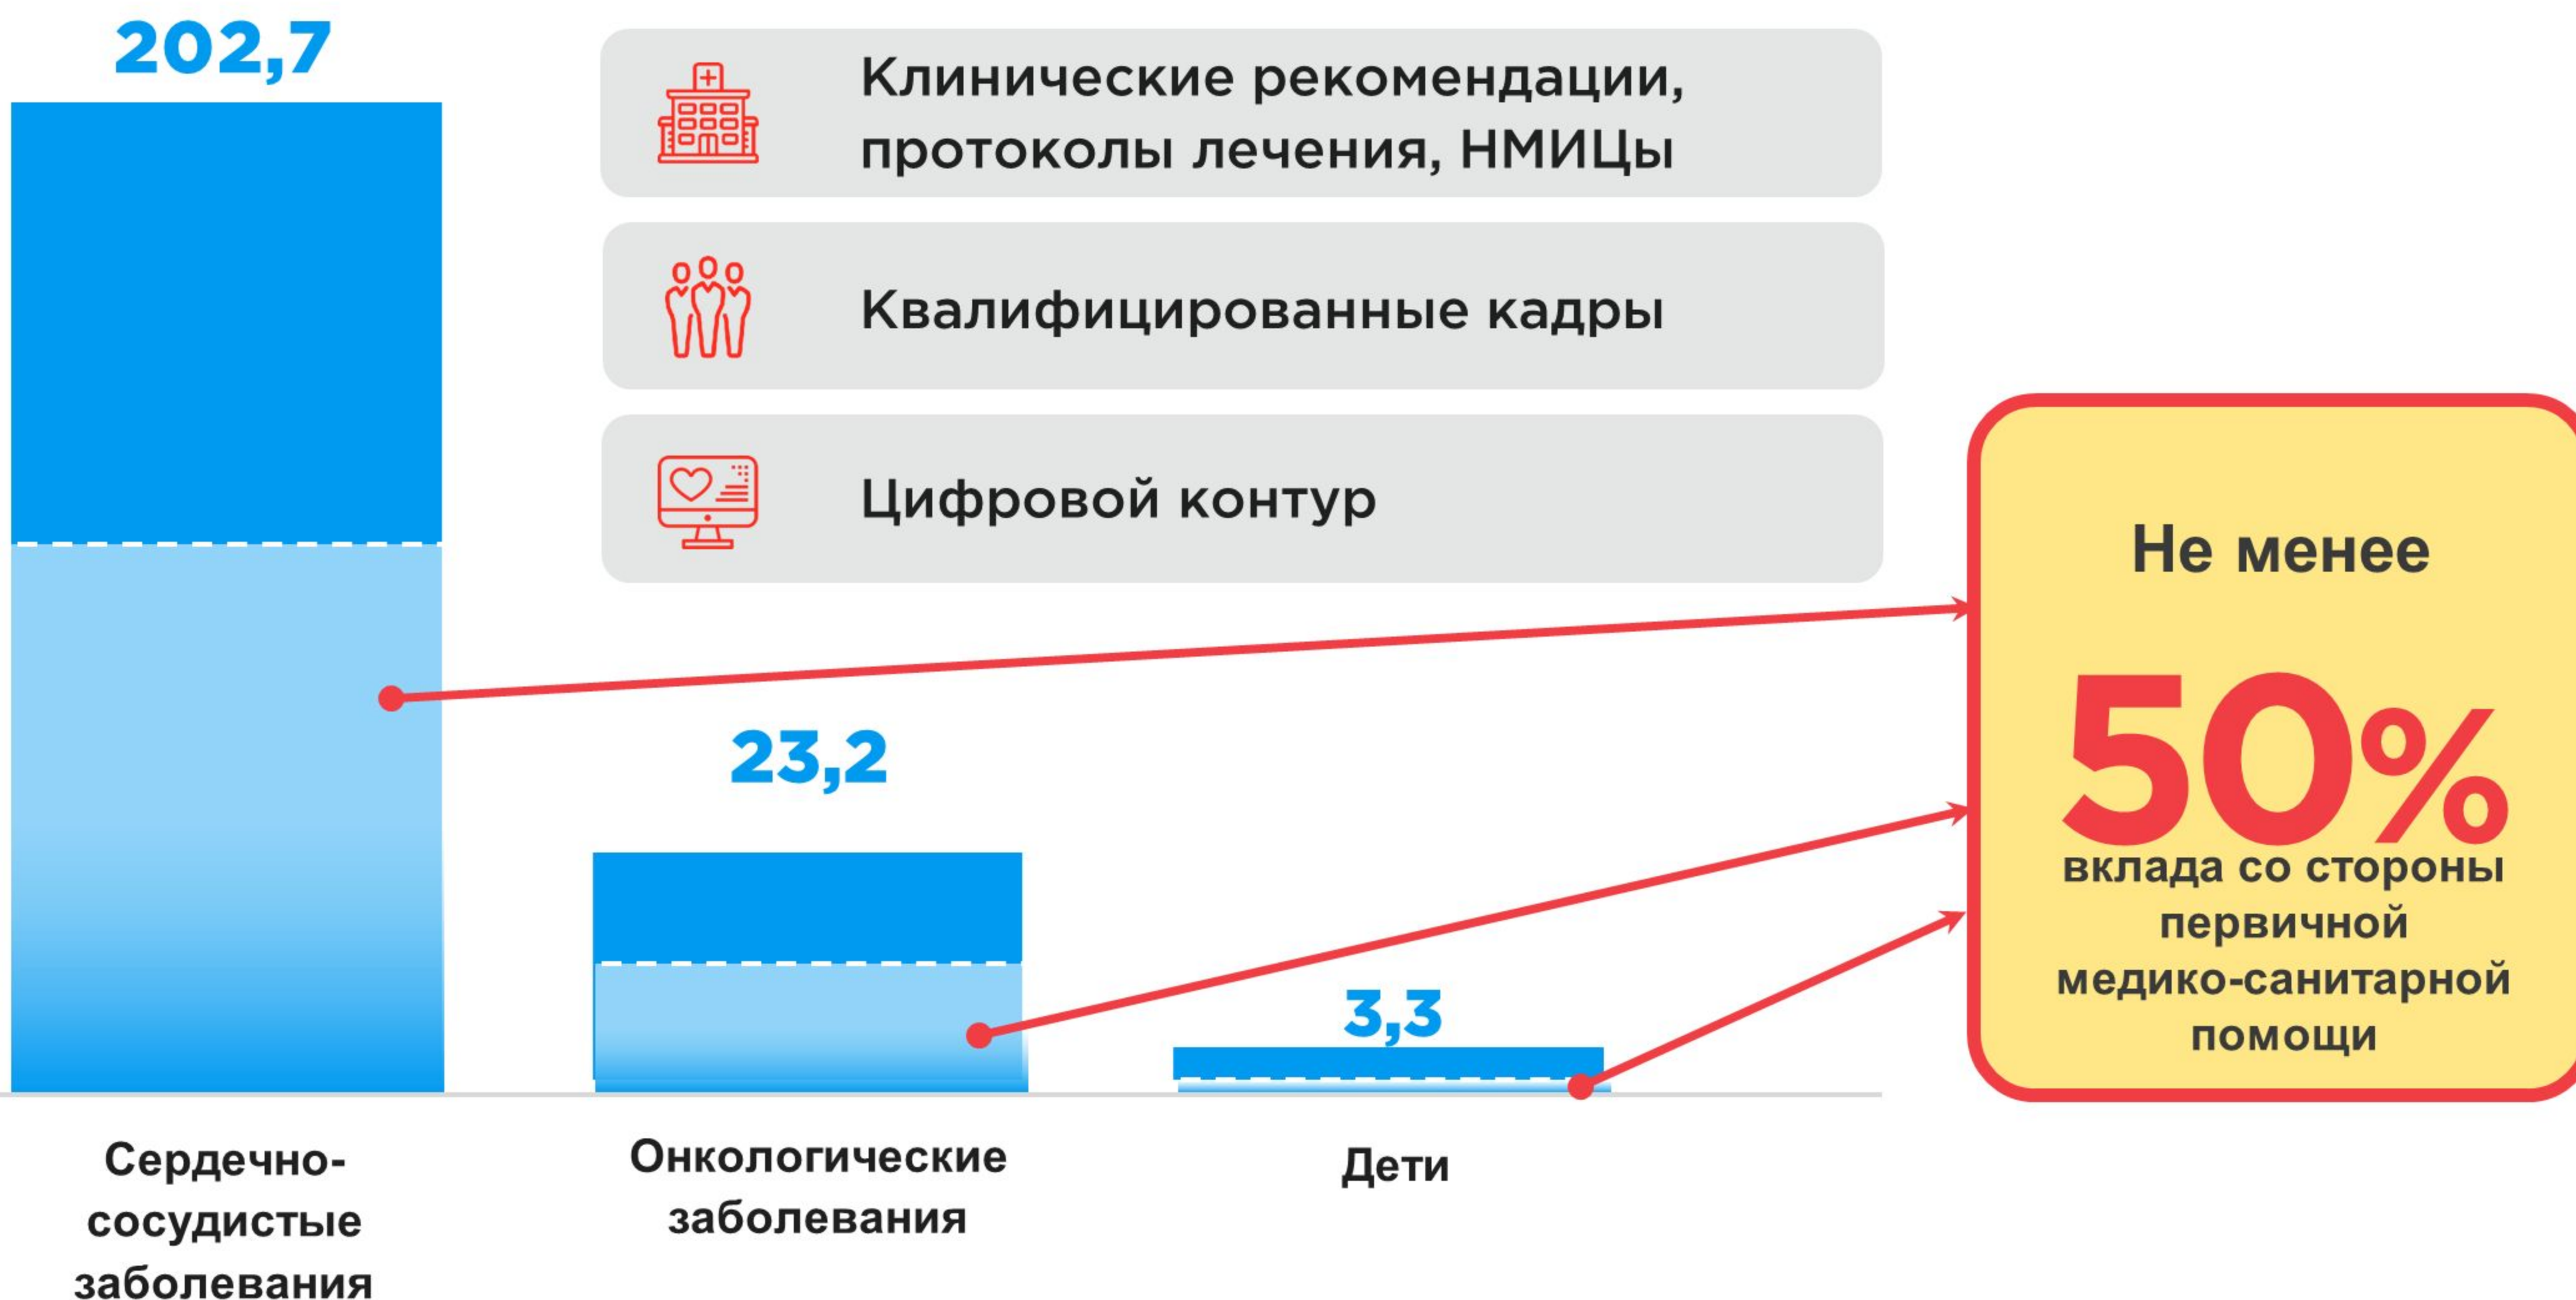 202,7
Клинические рекомендации,
протоколы лечения, НМИЦы
Квалифицированные кадры
Цифровой контур
23,2
3,3
Не менее
50%
вклада со стороны
первичной
медико-санитарной
помощи
Сердечно-
сосудистые
заболевания
Онкологические
заболевания
Дети